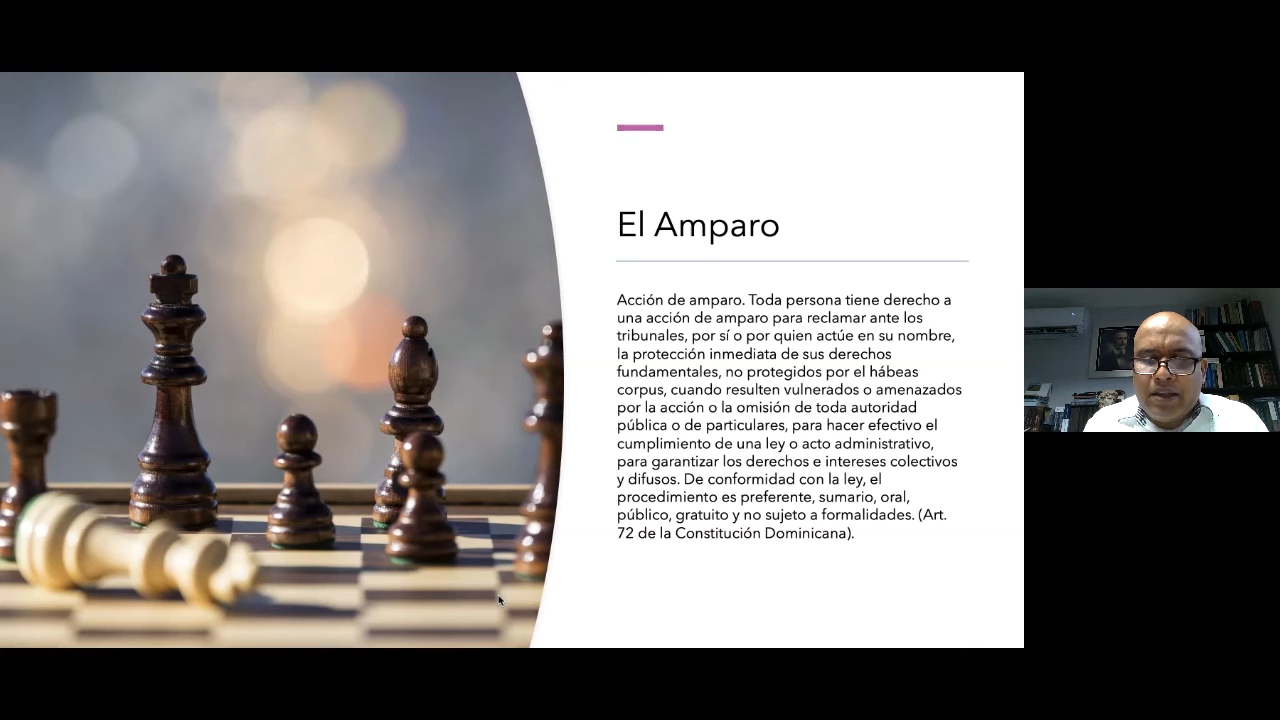 El Amparo
Acción de amparo. Toda persona tiene derecho a
una acción de amparo para reclamar ante los
tribunales, por sí o por quien actúe en su nombre,
la protección inmediata de sus derechos
fundamentales, no protegidos por el hábeas
corpus, cuando resulten vulnerados o amenazados
por la acción o la omisión de toda autoridad
pública o de particulares, para hacer efectivo el
cumplimiento de una ley o acto administrativo,
para garantizar los derechos e intereses colectivos
y difusos. De conformidad con la ley, el
procedimiento es preferente, sumario, oral,
público, gratuito y no sujeto a formalidades. (Art.
72 de la Constitución Dominicana).